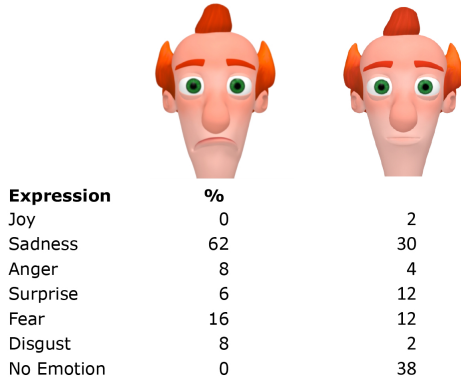 Expression %
Joy 0 2
Sadness 62 30
Anger 8 4
Surprise 6 12
Fear 16 12
Disgust 8 2
No Emotion 0 38